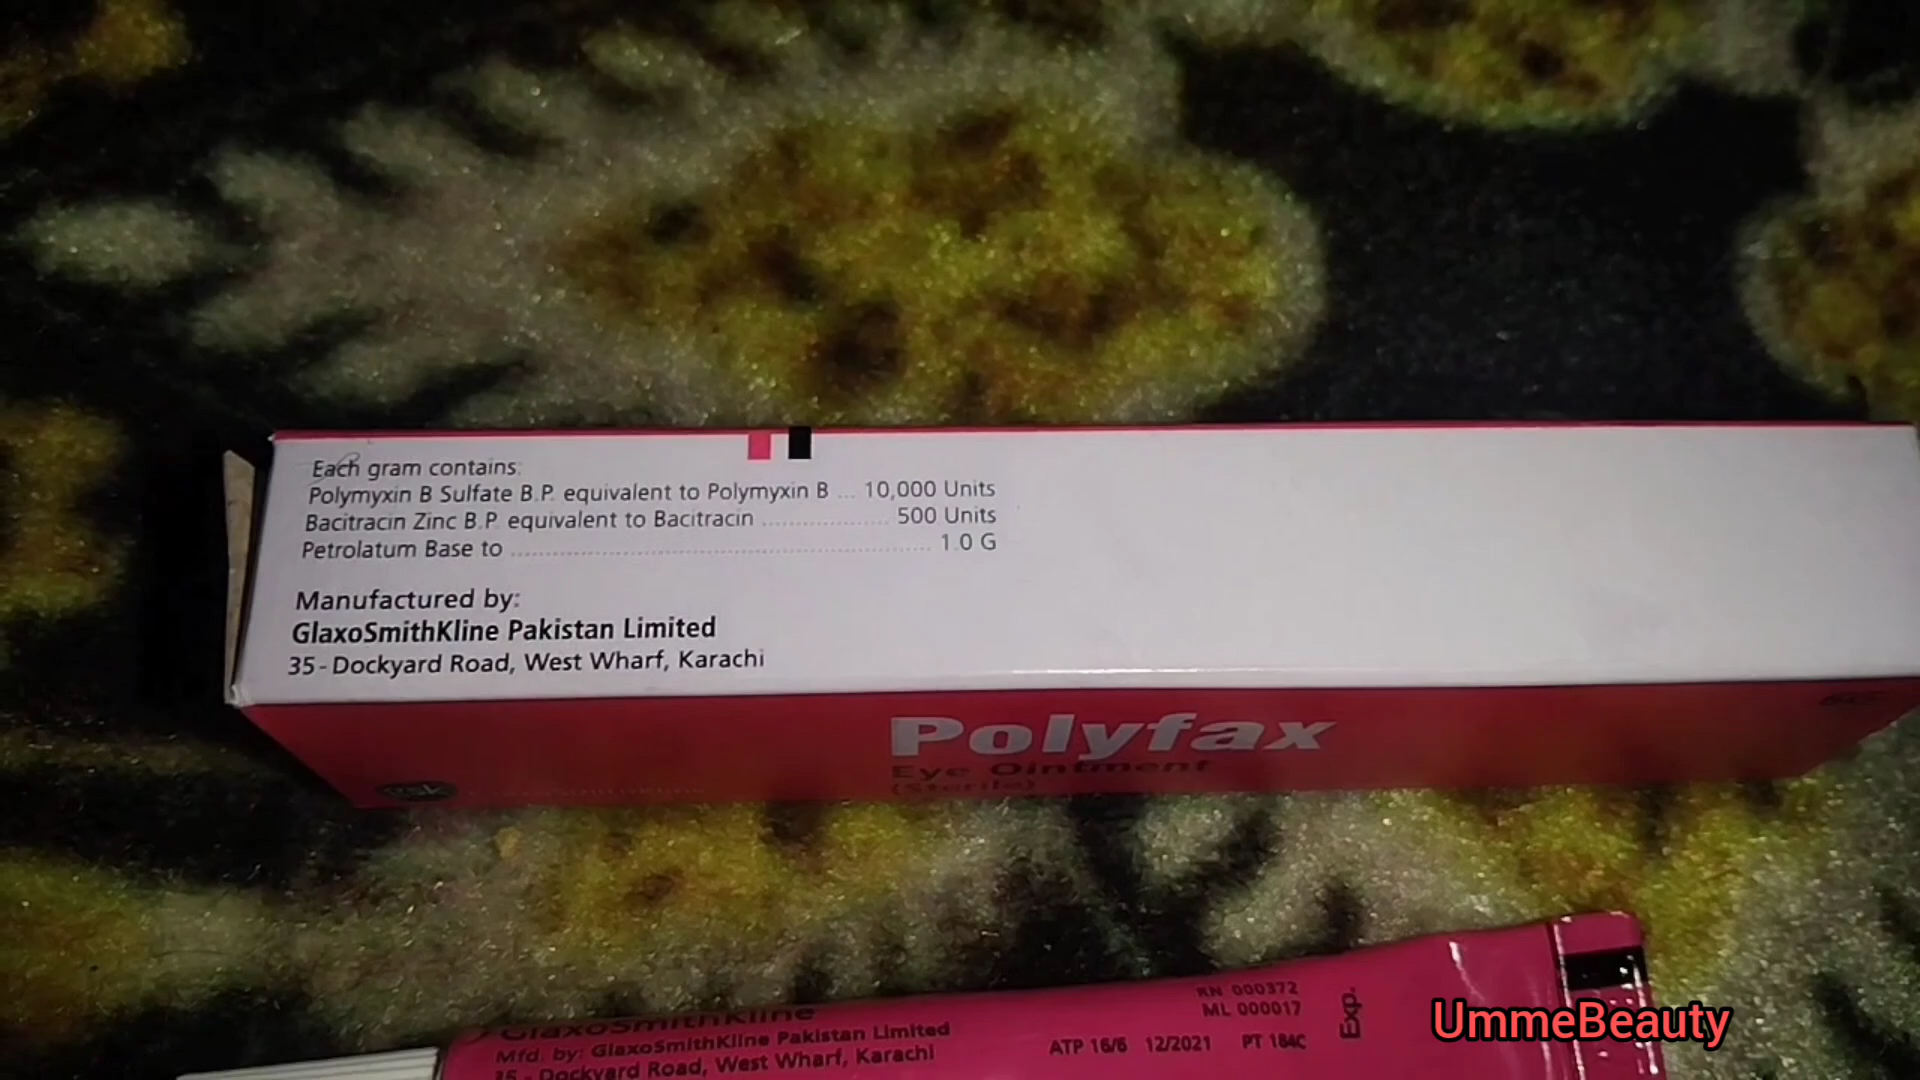 Each gram contains:
Polymyxin B Sulfate B.P. equivalent to Polymyxin B ... 10,000 Units
Bacitracin Zinc B.P. equivalent to Bacitracin .................... 500 Units
Petrolatum Base to ................................................................ 1.0 G
Manufactured by:
GlaxoSmithKline Pakistan Limited
35-Dockyard Road, West Wharf, Karachi
Polyfax
Eye Ointment
(Sterile)
gsk
GlaxoSmithKline
Mfd. by: GlaxoSmithKline Pakistan Limited
35 - Dockyard Road, West Wharf, Karachi
RN 000372
ML 000017
ATP 16/6 12/2021 PT 184C
Exp.
UmmeBeauty